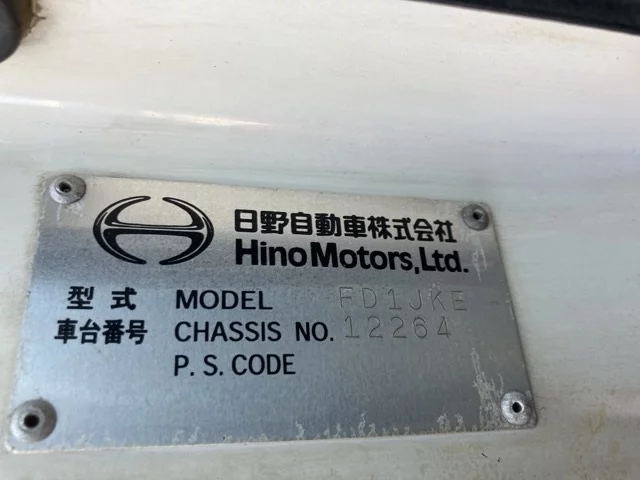 日野自動車株式会社
Hino Motors, Ltd.
型式 MODEL FD1JKE
車台番号 CHASSIS NO. 12264
P.S.CODE